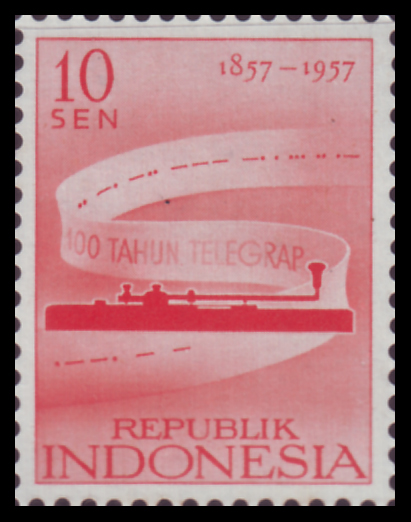 10
SEN
1857 – 1957
100 TAHUN TELEGRAP
REPUBLIK
INDONESIA